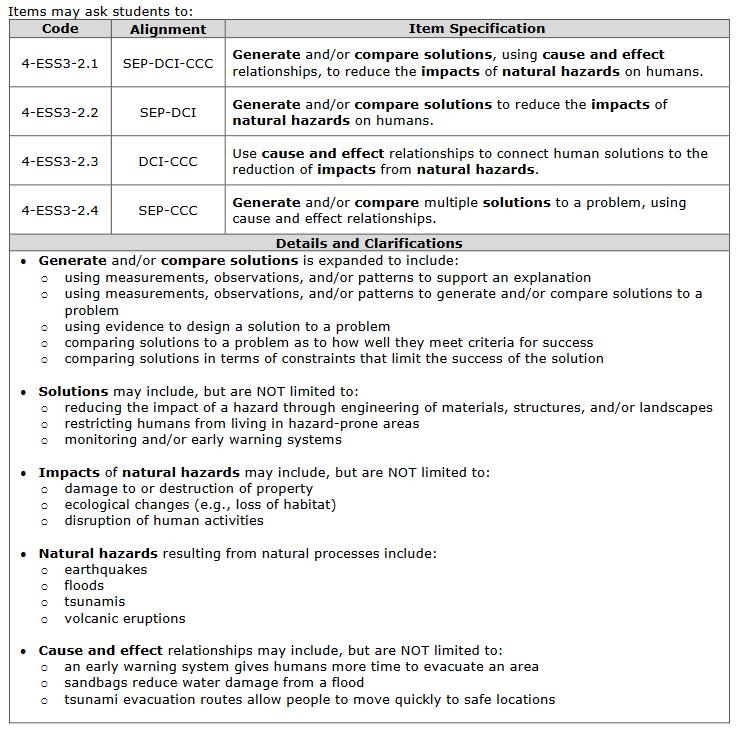 Items may ask students to:
Code Alignment Item Specification
4-ESS3-2.1 SEP-DCI-CCC Generate and/or compare solutions, using cause and effect
relationships, to reduce the impacts of natural hazards on humans.
4-ESS3-2.2 SEP-DCI Generate and/or compare solutions to reduce the impacts of
natural hazards on humans.
4-ESS3-2.3 DCI-CCC Use cause and effect relationships to connect human solutions to the
reduction of impacts from natural hazards.
4-ESS3-2.4 SEP-CCC Generate and/or compare multiple solutions to a problem, using
cause and effect relationships.
Details and Clarifications
• Generate and/or compare solutions is expanded to include:
o using measurements, observations, and/or patterns to support an explanation
o using measurements, observations, and/or patterns to generate and/or compare solutions to a
problem
o using evidence to design a solution to a problem
o comparing solutions to a problem as to how well they meet criteria for success
o comparing solutions in terms of constraints that limit the success of the solution
• Solutions may include, but are NOT limited to:
o reducing the impact of a hazard through engineering of materials, structures, and/or landscapes
o restricting humans from living in hazard-prone areas
o monitoring and/or early warning systems
• Impacts of natural hazards may include, but are NOT limited to:
o damage to or destruction of property
o ecological changes (e.g., loss of habitat)
o disruption of human activities
• Natural hazards resulting from natural processes include:
o earthquakes
o floods
o tsunamis
o volcanic eruptions
• Cause and effect relationships may include, but are NOT limited to:
o an early warning system gives humans more time to evacuate an area
o sandbags reduce water damage from a flood
o tsunami evacuation routes allow people to move quickly to safe locations